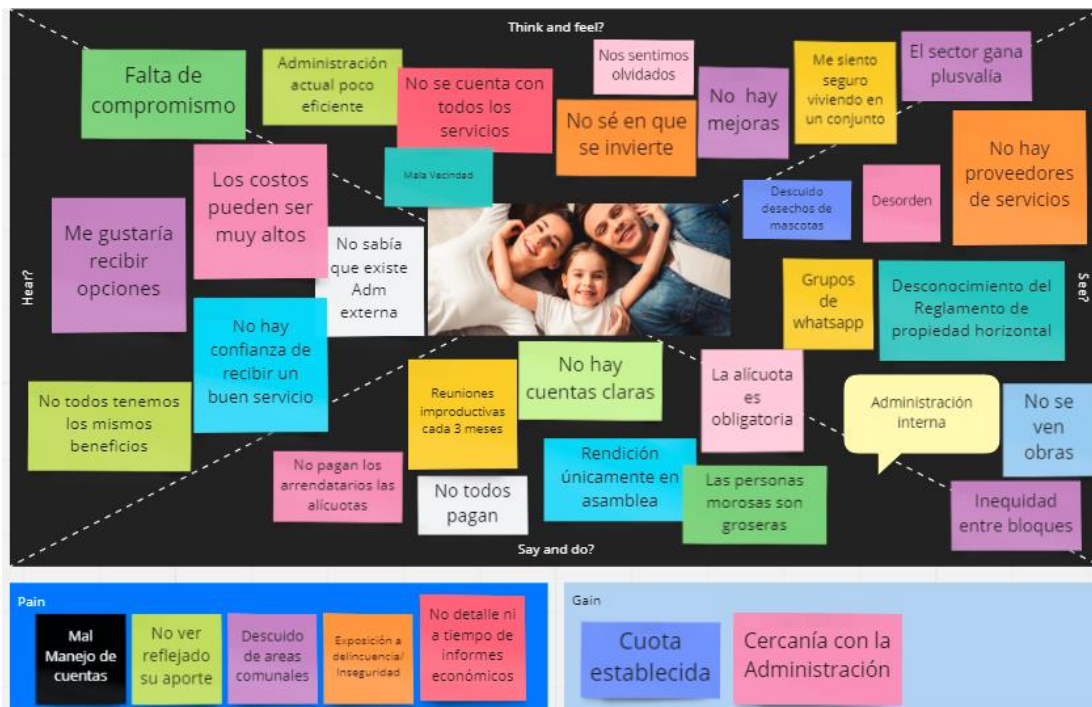 Think and feel?
Falta de
compromismo
Administración
actual poco
eficiente
No se cuenta con
todos los
servicios
Nos sentimos
olvidados
No sé en que
se invierte
No hay
mejoras
Me siento
seguro
viviendo en
un conjunto
El sector gana
plusvalía
Mala Vecindad
Hear?
Me gustaría
recibir
opciones
Los costos
pueden ser
muy altos
No sabía
que existe
Adm
externa
No hay
confianza de
recibir un
buen servicio
No todos tenemos
los mismos
beneficios
See?
Descuido
desechos de
mascotas
Desorden
No hay
proveedores
de servicios
Grupos
de
whatsapp
Desconocimiento del
Reglamento de
propiedad horizontal
Administración
interna
No se
ven
obras
Inequidad
entre bloques
No hay
cuentas claras
Reuniones
improductivas
cada 3 meses
La alícuota
es
obligatoria
No pagan los
arrendatarios las
alícuotas
No todos
pagan
Rendición
únicamente en
asamblea
Las personas
morosas son
groseras
Say and do?
Pain
Mal
Manejo de
cuentas
No ver
reflejado
su aporte
Descuido
de areas
comunales
Exposición a
delincuencia/
Inseguridad
No detalle ni
a tiempo de
informes
económicos
Gain
Cuota
establecida
Cercanía con la
Administración